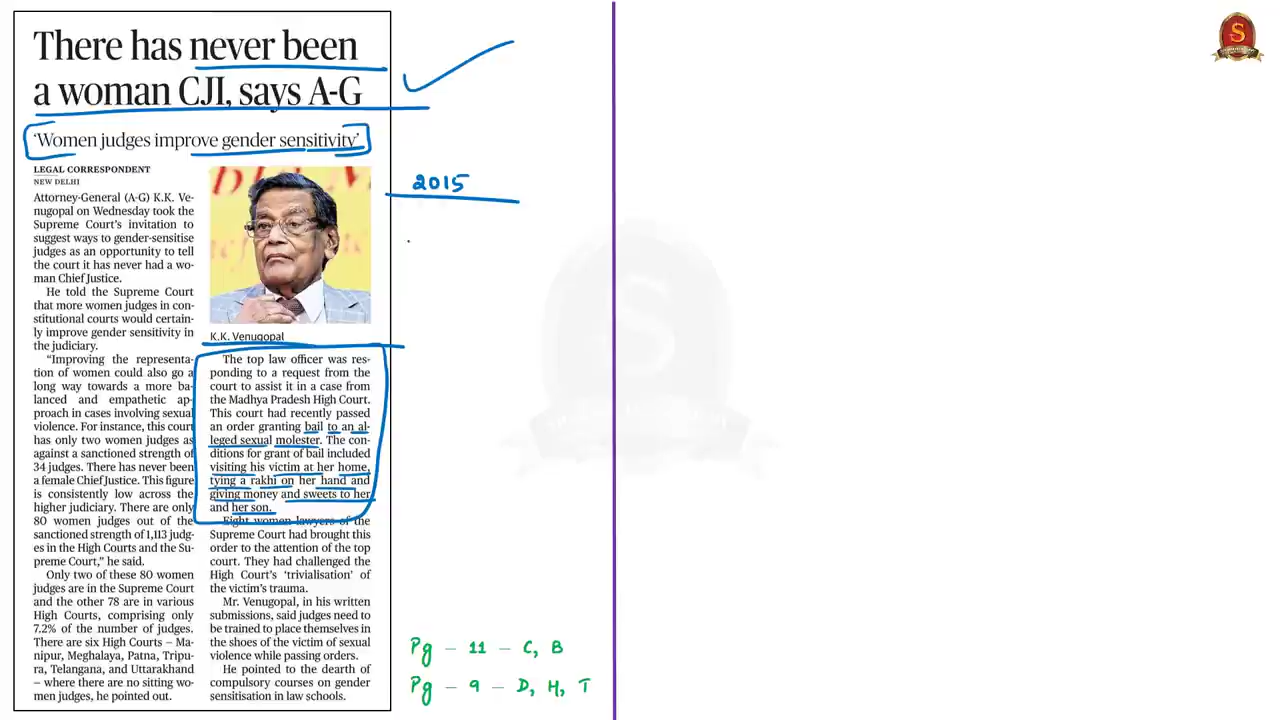 There has never been
a woman CJI, says A-G
‘Women judges improve gender sensitivity’
LEGAL CORRESPONDENT
NEW DELHI
Attorney-General (A-G) K.K. Ve-
nugopal on Wednesday took the
Supreme Court’s invitation to
suggest ways to gender-sensitise
judges as an opportunity to tell
the court it has never had a wo-
man Chief Justice.
He told the Supreme Court
that more women judges in con-
stitutional courts would certain-
ly improve gender sensitivity in
the judiciary.
“Improving the representa-
tion of women could also go a
long way towards a more ba-
lanced and empathetic ap-
proach in cases involving sexual
violence. For instance, this court
has only two women judges as
against a sanctioned strength of
34 judges. There has never been
a female Chief Justice. This figure
is consistently low across the
higher judiciary. There are only
80 women judges out of the
sanctioned strength of 1,113 judg-
es in the High Courts and the Su-
preme Court,” he said.
Only two of these 80 women
judges are in the Supreme Court
and the other 78 are in various
High Courts, comprising only
7.2% of the number of judges.
There are six High Courts – Ma-
nipur, Meghalaya, Patna, Tripu-
ra, Telangana, and Uttarakhand
– where there are no sitting wo-
men judges, he pointed out.
K.K. Venugopal
The top law officer was res-
ponding to a request from the
court to assist it in a case from
the Madhya Pradesh High Court.
This court had recently passed
an order granting bail to an al-
leged sexual molester. The con-
ditions for grant of bail included
visiting his victim at her home,
tying a rakhi on her hand and
giving money and sweets to her
and her son.
Eight women lawyers of the
Supreme Court had brought this
order to the attention of the top
court. They had challenged the
High Court’s ‘trivialisation’ of
the victim’s trauma.
Mr. Venugopal, in his written
submissions, said judges need to
be trained to place themselves in
the shoes of the victim of sexual
violence while passing orders.
He pointed to the dearth of
compulsory courses on gender
sensitisation in law schools.
2015
Pg – 11 – C, B
Pg – 9 – D, H, T
S
S